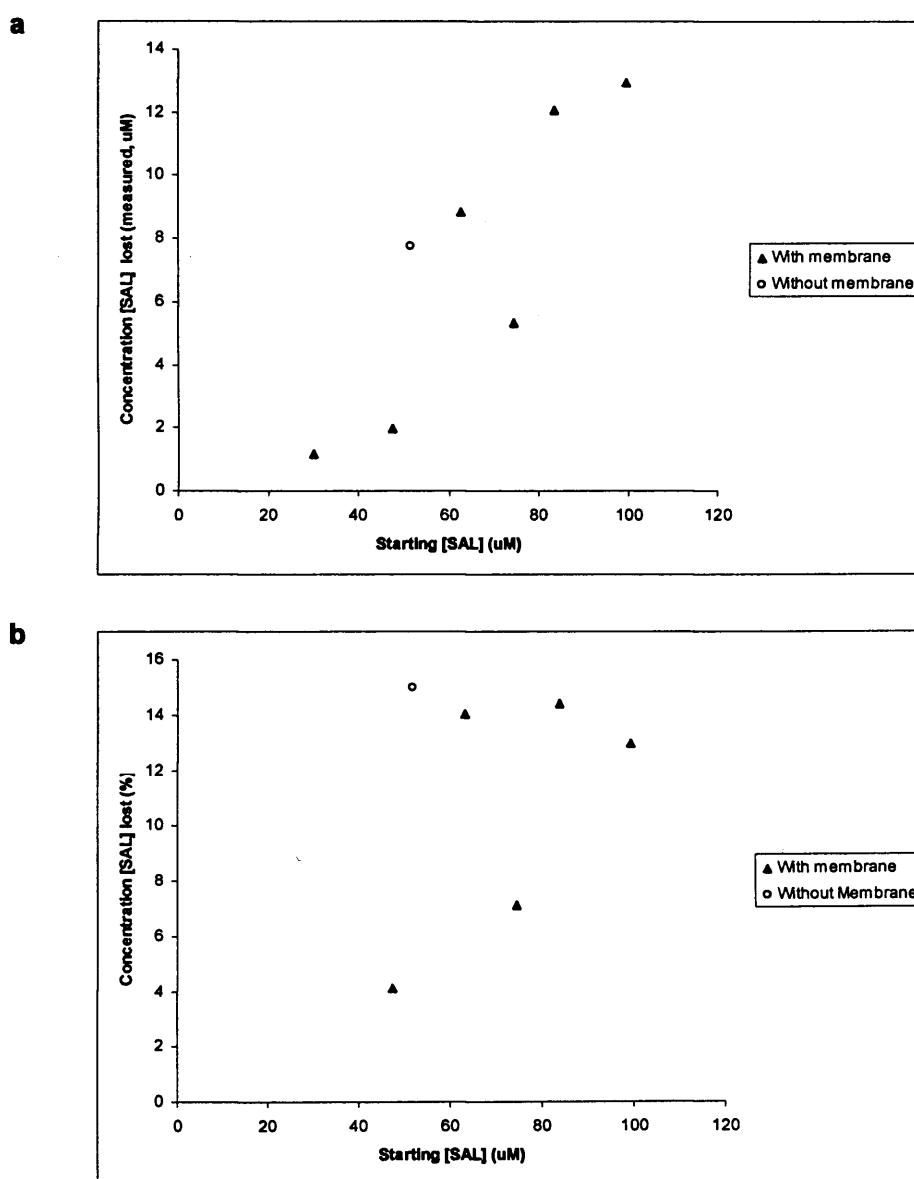 a
14
12
10
8
6
4
2
0
Concentration [SAL] lost (measured, uM)
0 20 40 60 80 100 120
Starting [SAL] (uM)
With membrane
Without membrane
b
16
14
12
10
8
6
4
2
0
Concentration [SAL] lost (%)
0 20 40 60 80 100 120
Starting [SAL] (uM)
With membrane
Without Membrane